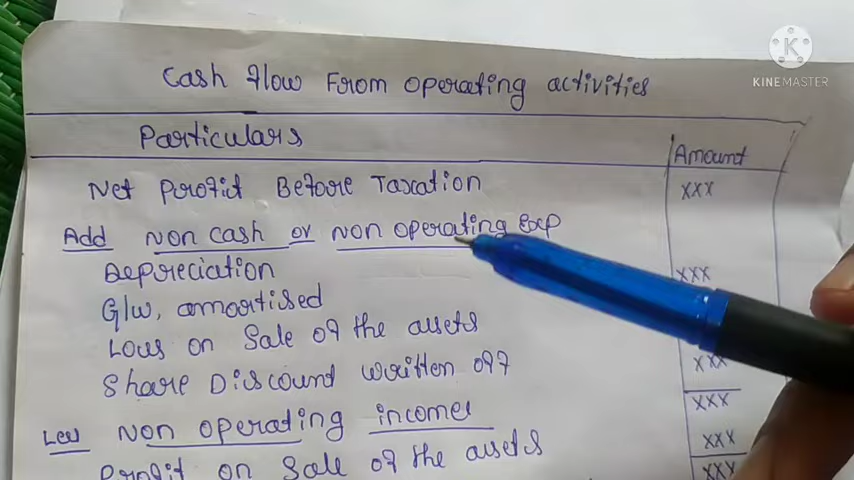 K
KINEMASTER
Cash flow From operating activities
Particulars
Amount
Net Profit Before Taxation xxx
Add Non cash or Non operating Exp
Depreciation xxx
G/w, amortised
Loss on Sale of the assets
Share Discount written off xxx
xxx
Less Non operating incomes xxx
Profit on Sale of the assets xxx